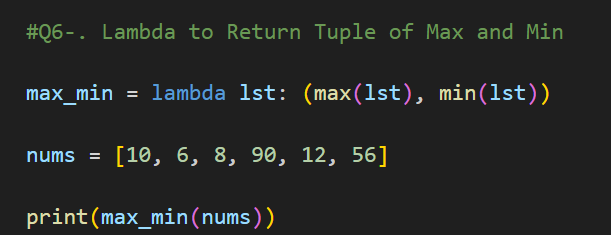 #Q6-. Lambda to Return Tuple of Max and Min
max_min = lambda lst: (max(lst), min(lst))
nums = [10, 6, 8, 90, 12, 56]
print(max_min(nums))